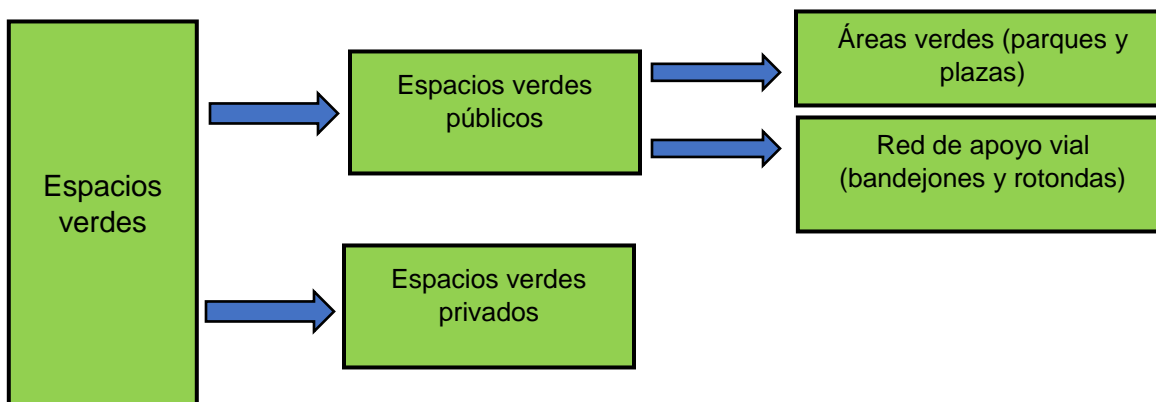 Espacios
verdes
Espacios verdes
públicos
Áreas verdes (parques y
plazas)
Red de apoyo vial
(bandejones y rotondas)
Espacios verdes
privados